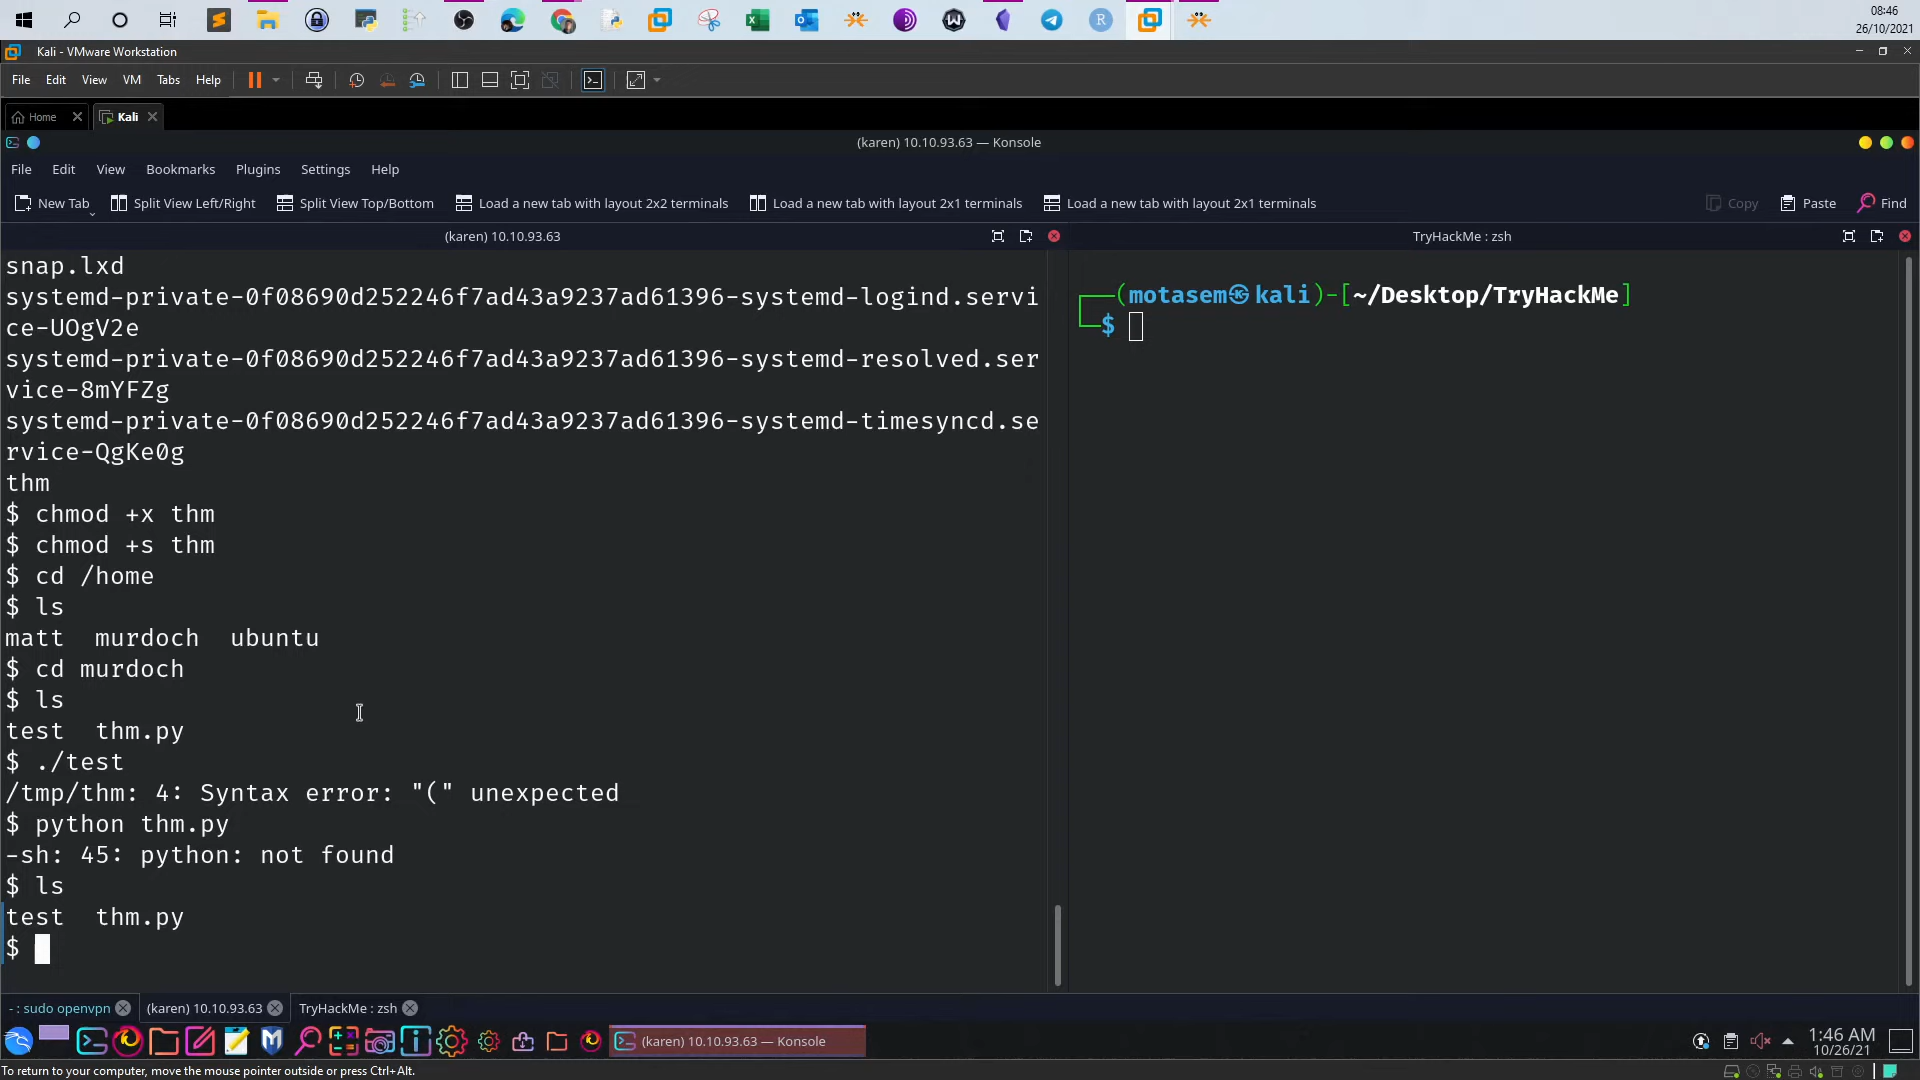 08:46
26/10/2021
Kali - VMware Workstation
File Edit View VM Tabs Help
Home Kali
(karen) 10.10.93.63 — Konsole
File Edit View Bookmarks Plugins Settings Help
New Tab Split View Left/Right Split View Top/Bottom Load a new tab with layout 2x2 terminals Load a new tab with layout 2x1 terminals Load a new tab with layout 2x1 terminals Copy Paste Find
(karen) 10.10.93.63
snap.lxd
systemd-private-0f08690d252246f7ad43a9237ad61396-systemd-logind.servi
ce-UOgV2e
systemd-private-0f08690d252246f7ad43a9237ad61396-systemd-resolved.ser
vice-8mYFZg
systemd-private-0f08690d252246f7ad43a9237ad61396-systemd-timesyncd.se
rvice-QgKe0g
thm
$ chmod +x thm
$ chmod +s thm
$ cd /home
$ ls
matt murdoch ubuntu
$ cd murdoch
$ ls
test thm.py
$ ./test
/tmp/thm: 4: Syntax error: "(" unexpected
$ python thm.py
-sh: 45: python: not found
$ ls
test thm.py
$
TryHackMe : zsh
(motasem㉿kali)-[~/Desktop/TryHackMe]
$
- : sudo openvpn (karen) 10.10.93.63 TryHackMe : zsh
(karen) 10.10.93.63 — Konsole
1:46 AM
10/26/21
To return to your computer, move the mouse pointer outside or press Ctrl+Alt.